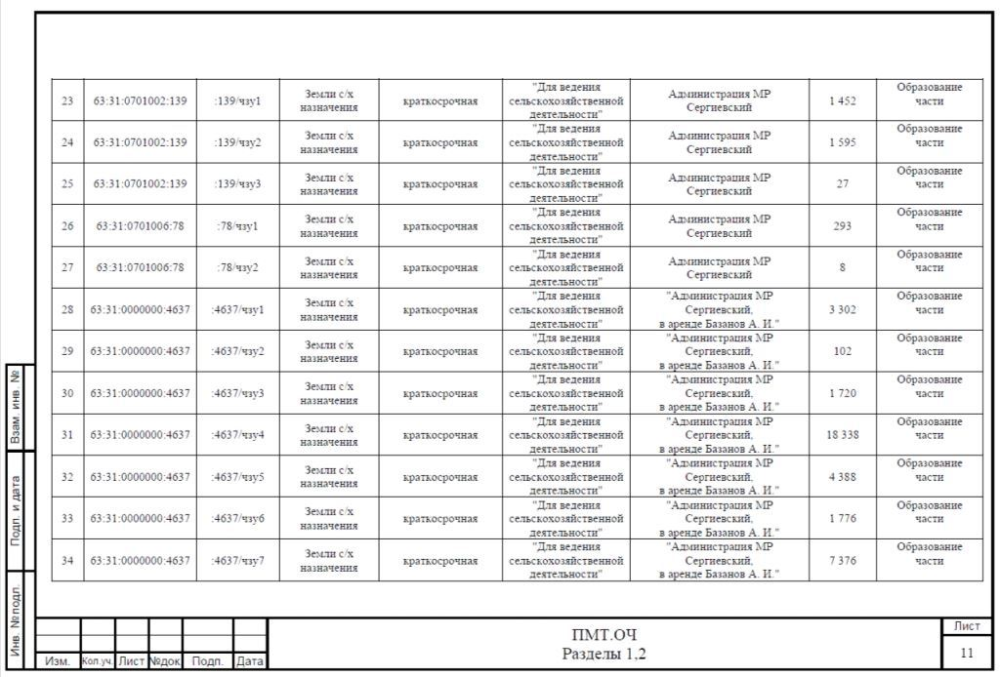 23 63:31:0701002:139 :139/чзу1 Земли с/х назначения краткосрочная "Для ведения сельскохозяйственной деятельности" Администрация МР Сергиевский 1 452 Образование части
24 63:31:0701002:139 :139/чзу2 Земли с/х назначения краткосрочная "Для ведения сельскохозяйственной деятельности" Администрация МР Сергиевский 1 595 Образование части
25 63:31:0701002:139 :139/чзу3 Земли с/х назначения краткосрочная "Для ведения сельскохозяйственной деятельности" Администрация МР Сергиевский 27 Образование части
26 63:31:0701006:78 :78/чзу1 Земли с/х назначения краткосрочная "Для ведения сельскохозяйственной деятельности" Администрация МР Сергиевский 293 Образование части
27 63:31:0701006:78 :78/чзу2 Земли с/х назначения краткосрочная "Для ведения сельскохозяйственной деятельности" Администрация МР Сергиевский 8 Образование части
28 63:31:0000000:4637 :4637/чзу1 Земли с/х назначения краткосрочная "Для ведения сельскохозяйственной деятельности" "Администрация МР Сергиевский, в аренде Базанов А. И." 3 302 Образование части
29 63:31:0000000:4637 :4637/чзу2 Земли с/х назначения краткосрочная "Для ведения сельскохозяйственной деятельности" "Администрация МР Сергиевский, в аренде Базанов А. И." 102 Образование части
30 63:31:0000000:4637 :4637/чзу3 Земли с/х назначения краткосрочная "Для ведения сельскохозяйственной деятельности" "Администрация МР Сергиевский, в аренде Базанов А. И." 1 720 Образование части
31 63:31:0000000:4637 :4637/чзу4 Земли с/х назначения краткосрочная "Для ведения сельскохозяйственной деятельности" "Администрация МР Сергиевский, в аренде Базанов А. И." 18 338 Образование части
32 63:31:0000000:4637 :4637/чзу5 Земли с/х назначения краткосрочная "Для ведения сельскохозяйственной деятельности" "Администрация МР Сергиевский, в аренде Базанов А. И." 4 388 Образование части
33 63:31:0000000:4637 :4637/чзу6 Земли с/х назначения краткосрочная "Для ведения сельскохозяйственной деятельности" "Администрация МР Сергиевский, в аренде Базанов А. И." 1 776 Образование части
34 63:31:0000000:4637 :4637/чзу7 Земли с/х назначения краткосрочная "Для ведения сельскохозяйственной деятельности" "Администрация МР Сергиевский, в аренде Базанов А. И." 7 376 Образование части
Взам. инв. №
Подп. и дата
Инв. № подл.
Изм. Кол.уч. Лист №док Подп. Дата
ПМТ.ОЧ
Разделы 1,2
Лист
11